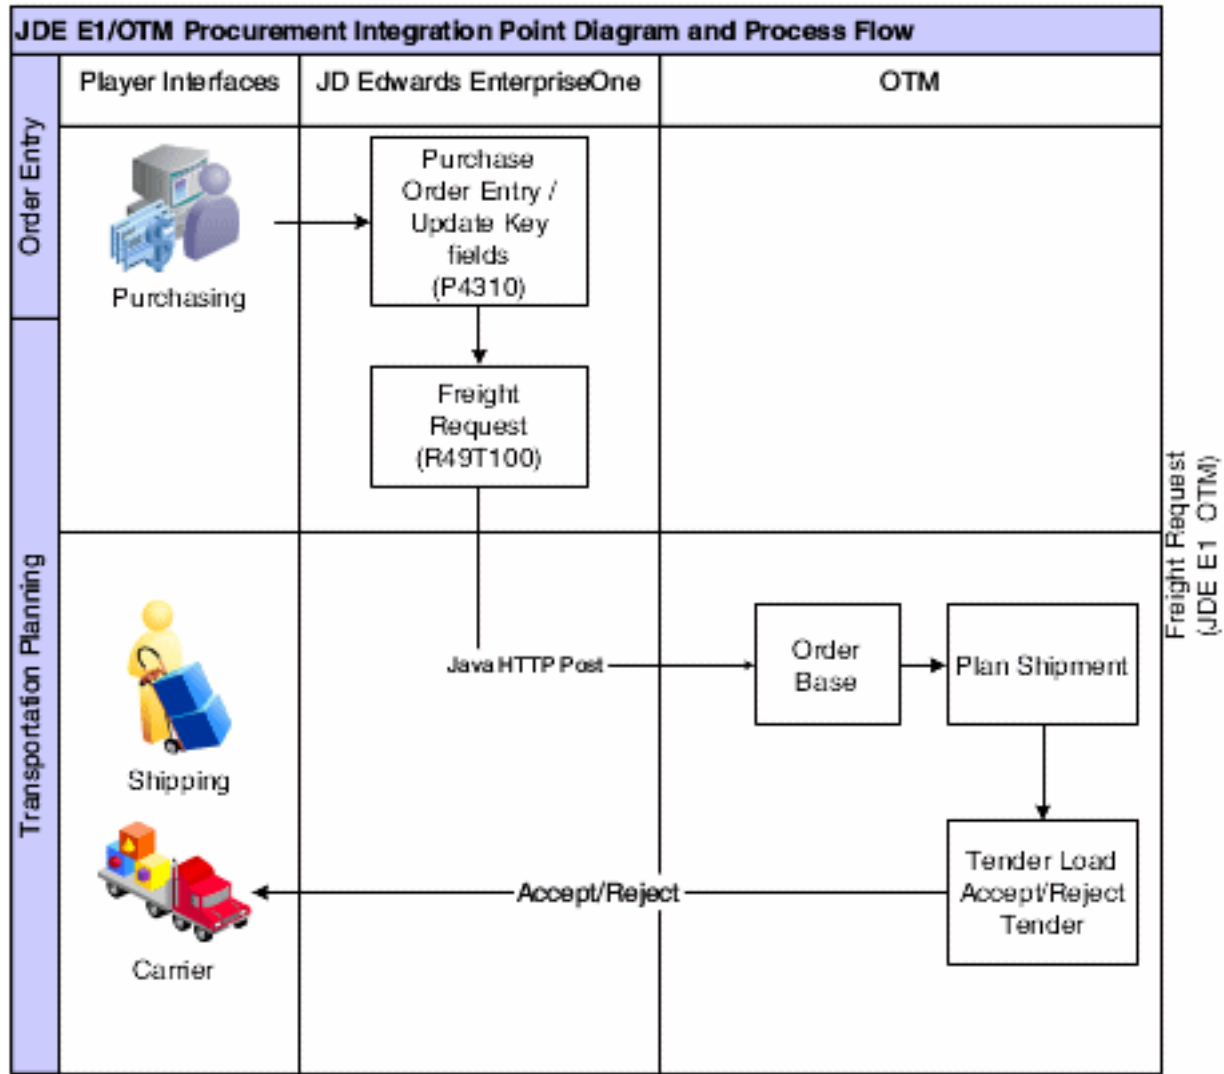 JDE E1/OTM Procurement Integration Point Diagram and Process Flow
Player Interfaces
JD Edwards EnterpriseOne
OTM
Order Entry
Purchasing
Purchase
Order Entry /
Update Key
fields
(P4310)
Freight
Request
(R49T100)
Transportation Planning
Shipping
Java HTTP Post
Order
Base
Plan Shipment
Carrier
Accept/Reject
Tender Load
Accept/Reject
Tender
Freight Request
(JDE E1 OTM)